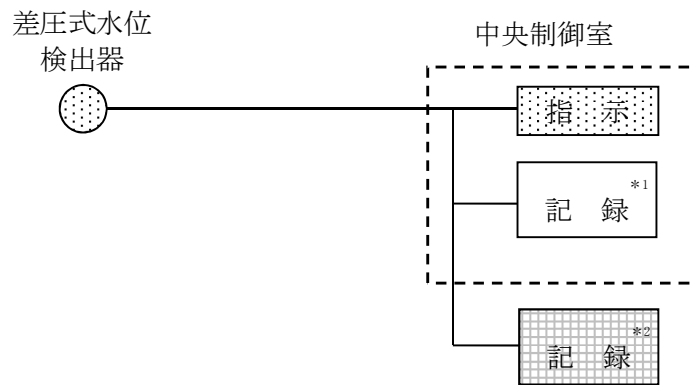 差圧式水位
検出器
中央制御室
指 示
記 録 *1
記 録 *2